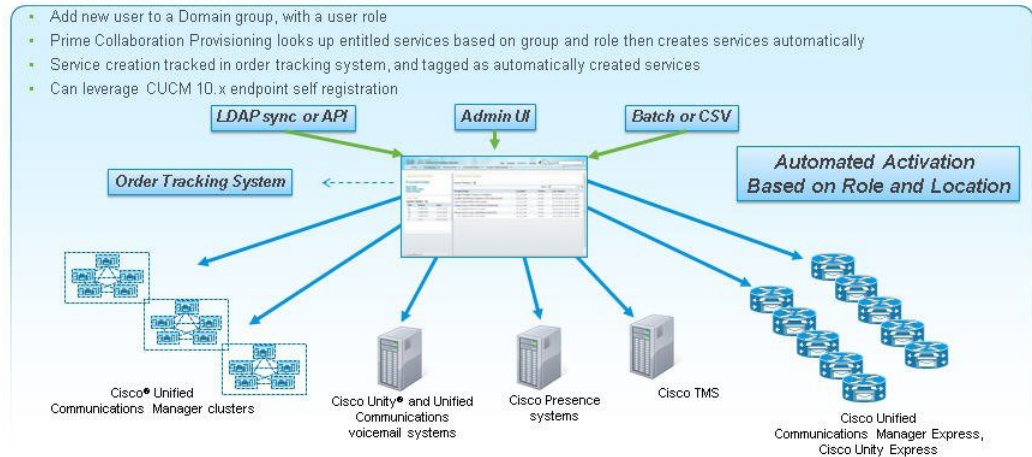 Add new user to a Domain group, with a user role
Prime Collaboration Provisioning looks up entitled services based on group and role then creates services automatically
Service creation tracked in order tracking system, and tagged as automatically created services
Can leverage CUCM 10.x endpoint self registration
LDAP sync or API
Admin UI
Batch or CSV
Order Tracking System
Automated Activation
Based on Role and Location
Cisco® Unified
Communications Manager clusters
Cisco Unity® and Unified
Communications
voicemail systems
Cisco Presence
systems
Cisco TMS
Cisco Unified
Communications Manager Express,
Cisco Unity Express